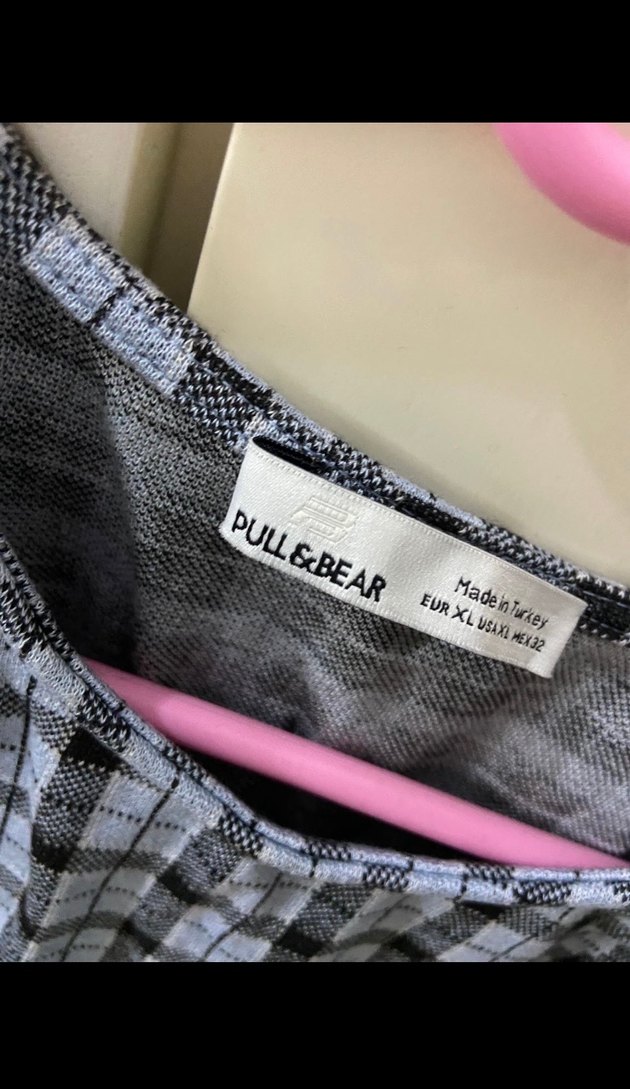 PULL&BEAR
Made in Turkey
EUR XL USA XL MEX 32